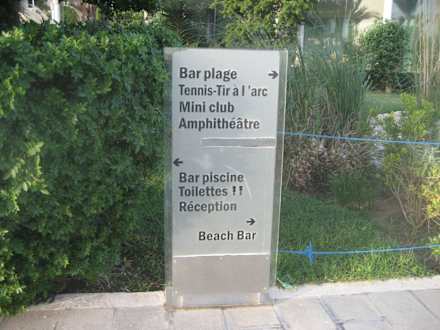 Bar plage →
Tennis-Tir à l 'arc
Mini club
Amphithéâtre
←
Bar piscine
Toilettes
Réception
→
Beach Bar